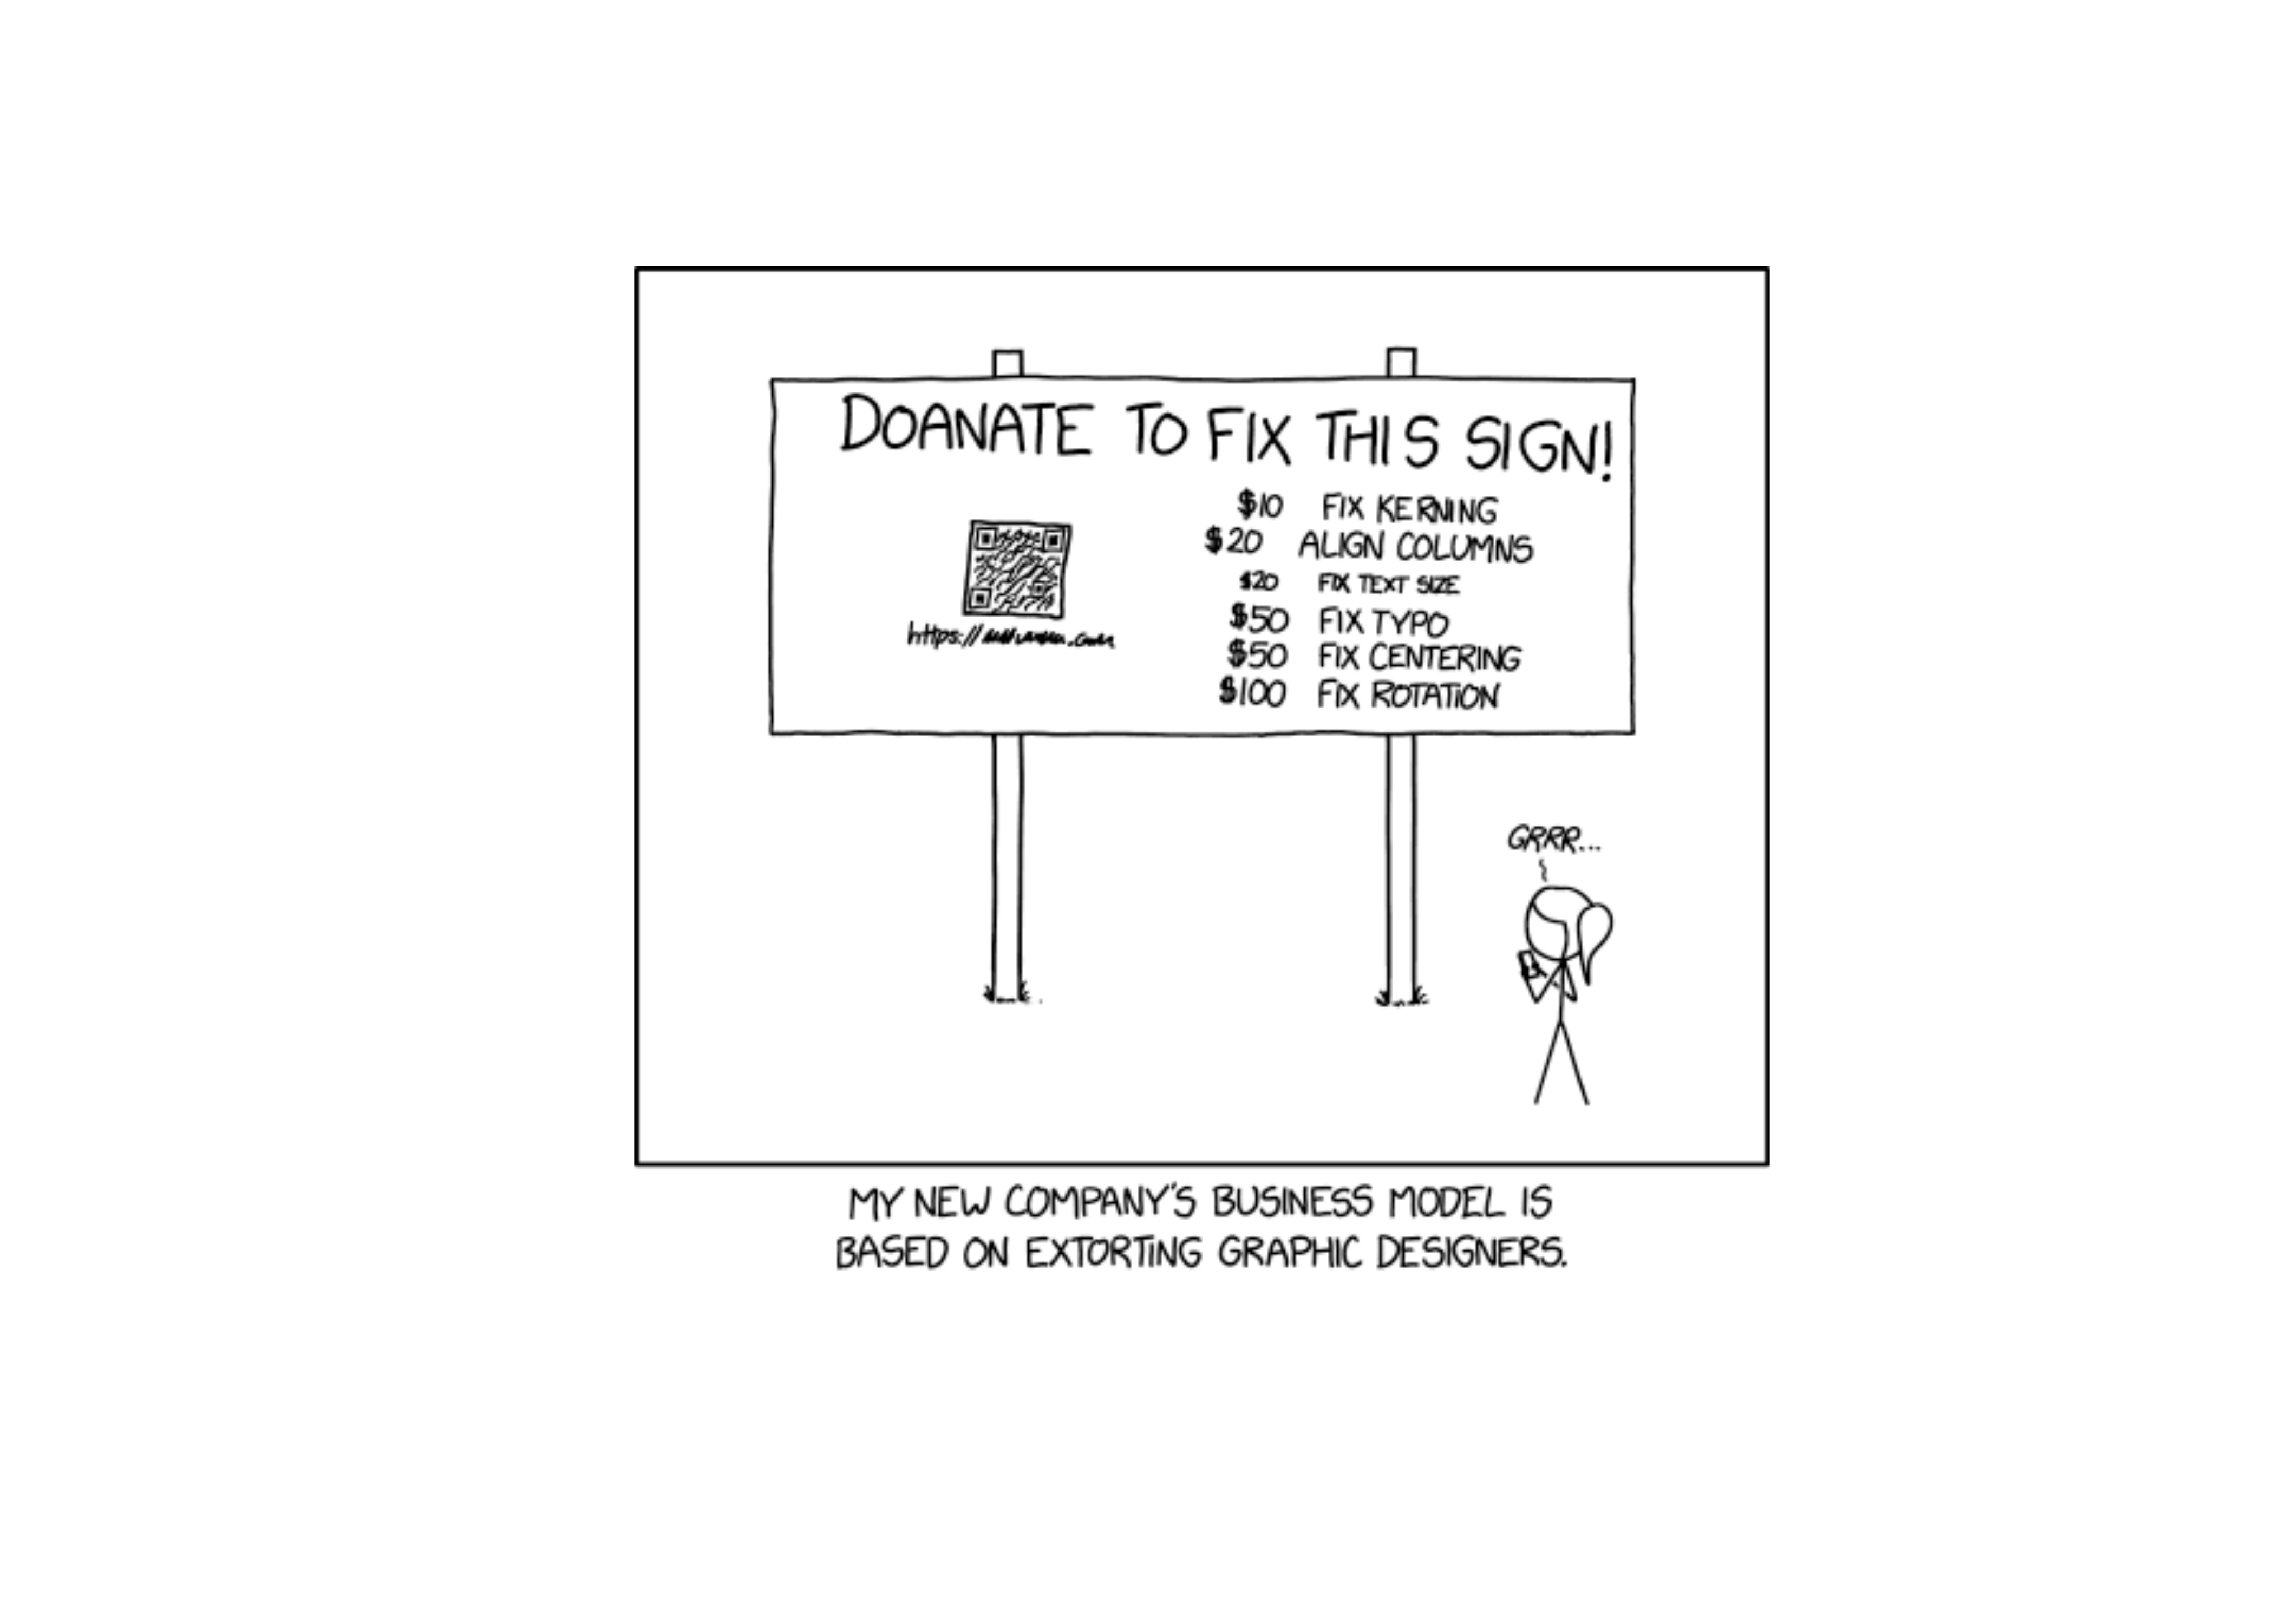 DOANATE TO FIX THIS SIGN!
$10 FIX KERNING
$20 ALIGN COLUMNS
$20 FIX TEXT SIZE
$50 FIX TYPO
$50 FIX CENTERING
$100 FIX ROTATION
https://
GRRR...
MY NEW COMPANY'S BUSINESS MODEL IS
BASED ON EXTORTING GRAPHIC DESIGNERS.